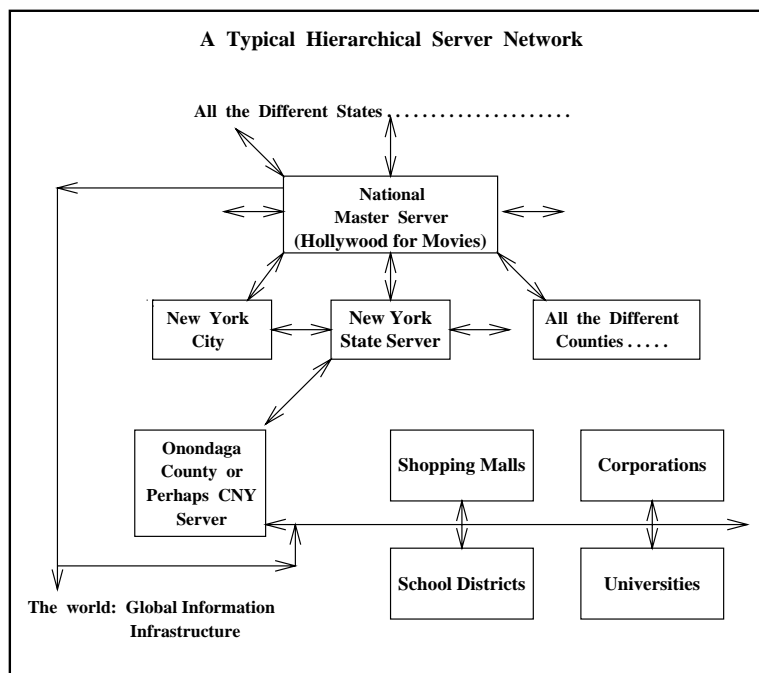 A Typical Hierarchical Server Network
All the Different States . . . . . . . . . . . . . . . . . . . . . .
National
Master Server
(Hollywood for Movies)
New York
City
New York
State Server
All the Different
Counties . . . . .
Onondaga
County or
Perhaps CNY
Server
Shopping Malls
Corporations
School Districts
Universities
The world: Global Information
Infrastructure